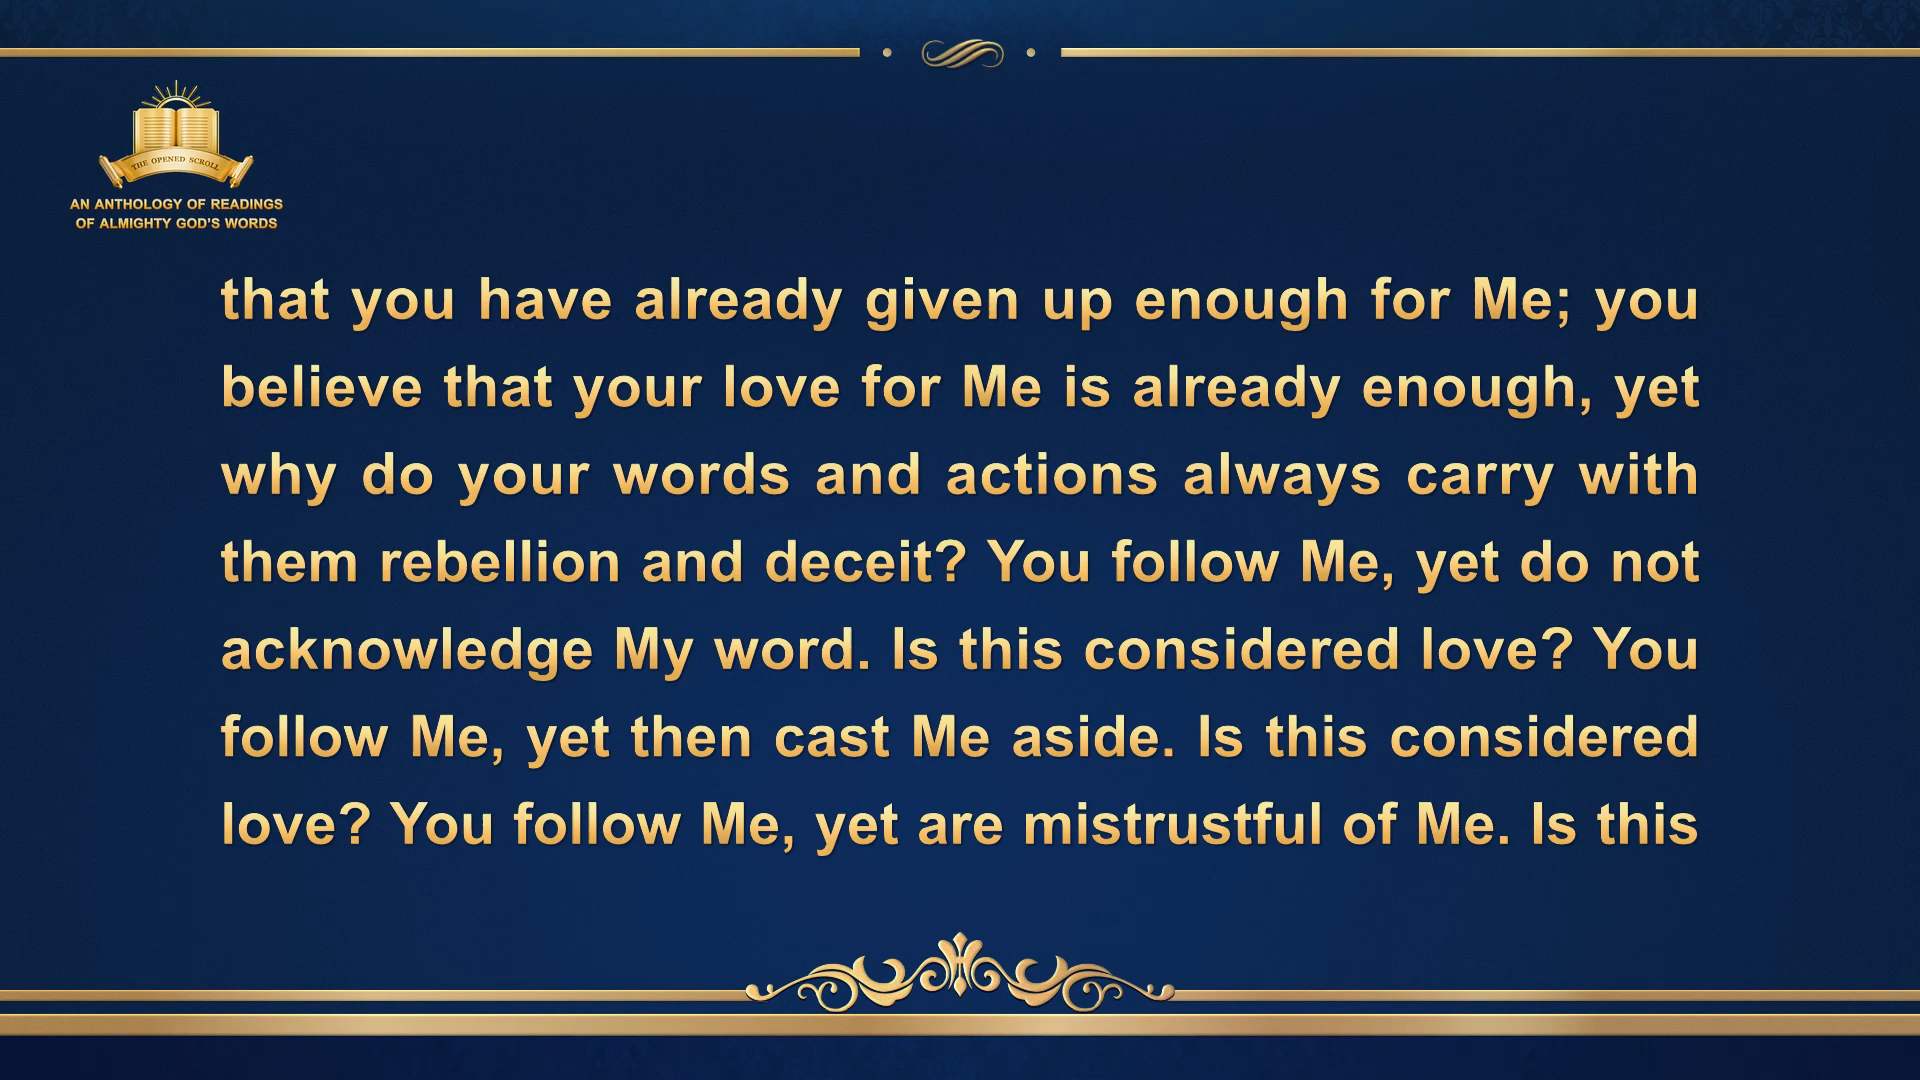 THE OPENED SCROLL
AN ANTHOLOGY OF READINGS
OF ALMIGHTY GOD'S WORDS
that you have already given up enough for Me; you
believe that your love for Me is already enough, yet
why do your words and actions always carry with
them rebellion and deceit? You follow Me, yet do not
acknowledge My word. Is this considered love? You
follow Me, yet then cast Me aside. Is this considered
love? You follow Me, yet are mistrustful of Me. Is this